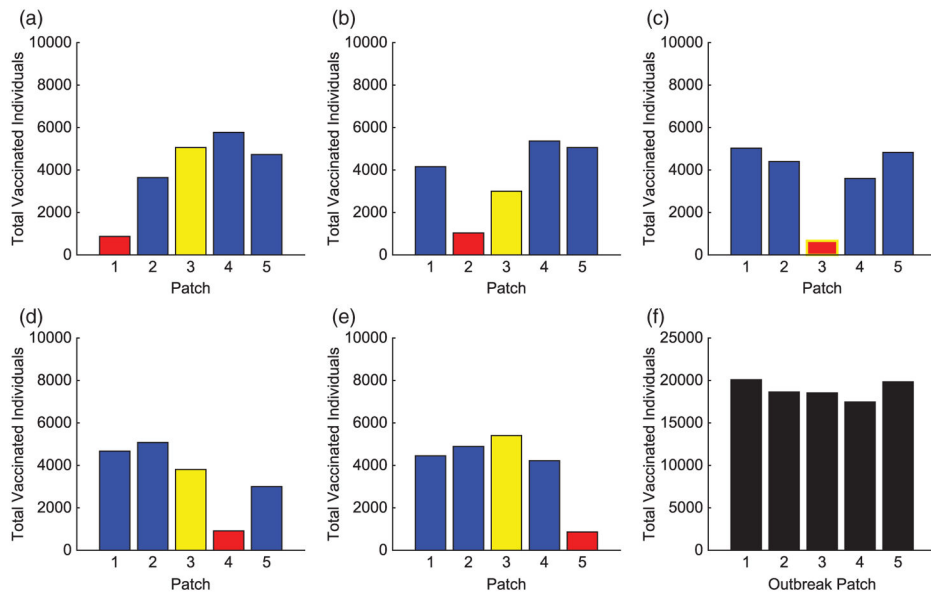 (a)
Total Vaccinated Individuals
10000
8000
6000
4000
2000
0
1 2 3 4 5
Patch
(b)
Total Vaccinated Individuals
10000
8000
6000
4000
2000
0
1 2 3 4 5
Patch
(c)
Total Vaccinated Individuals
10000
8000
6000
4000
2000
0
1 2 3 4 5
Patch
(d)
Total Vaccinated Individuals
10000
8000
6000
4000
2000
0
1 2 3 4 5
Patch
(e)
Total Vaccinated Individuals
10000
8000
6000
4000
2000
0
1 2 3 4 5
Patch
(f)
Total Vaccinated Individuals
25000
20000
15000
10000
5000
0
1 2 3 4 5
Outbreak Patch